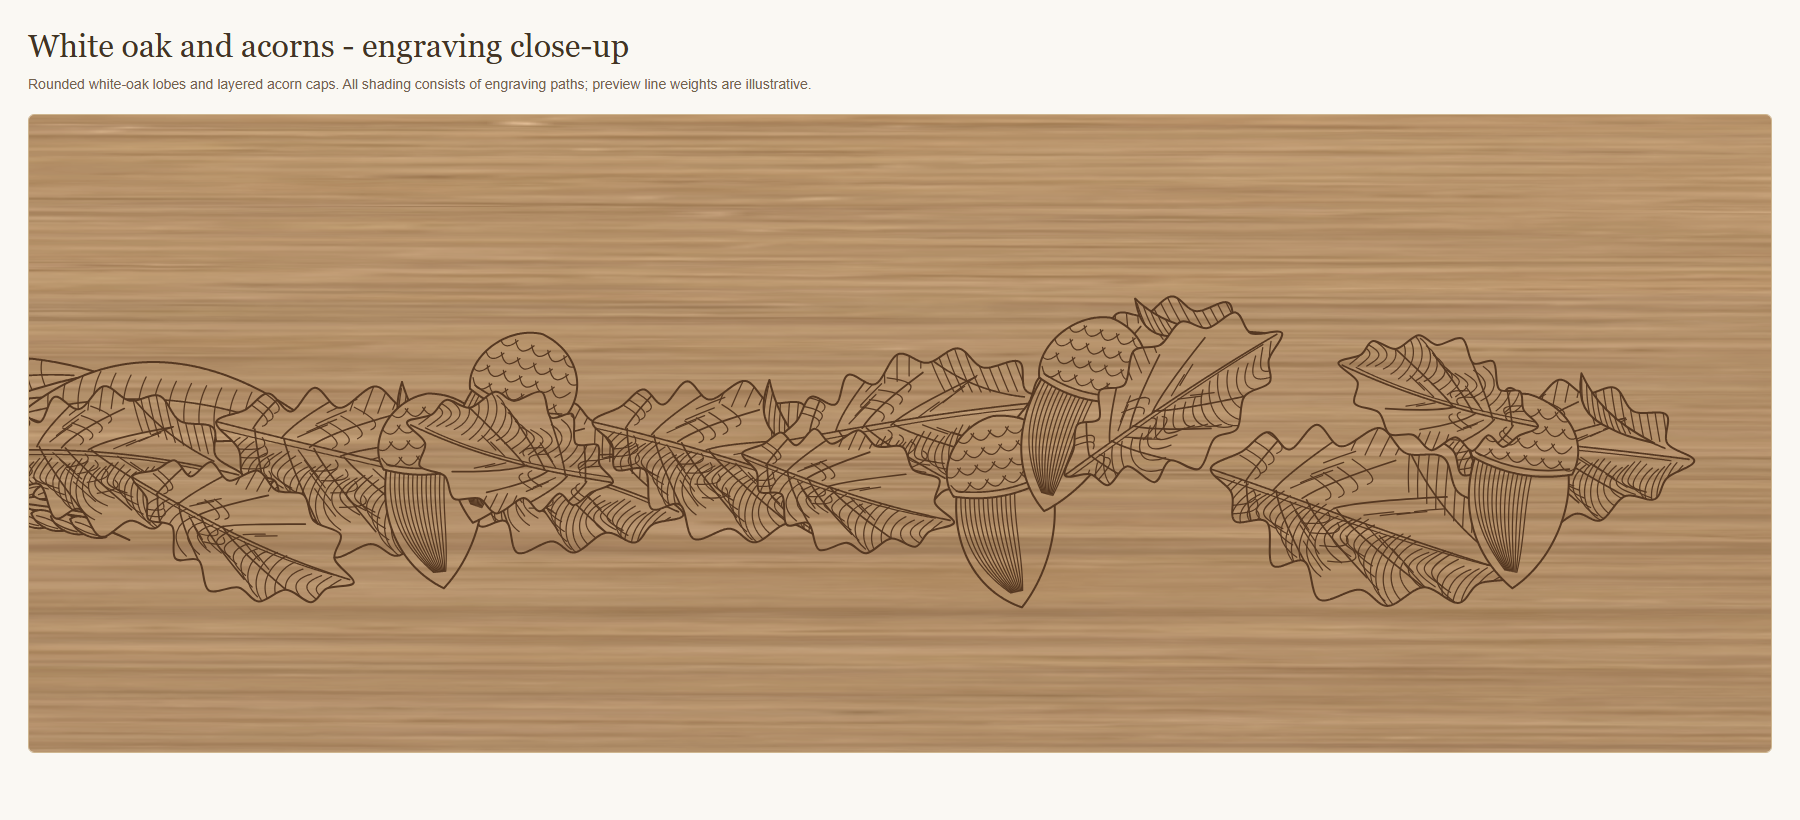 White oak and acorns - engraving close-up
Rounded white-oak lobes and layered acorn caps. All shading consists of engraving paths; preview line weights are illustrative.